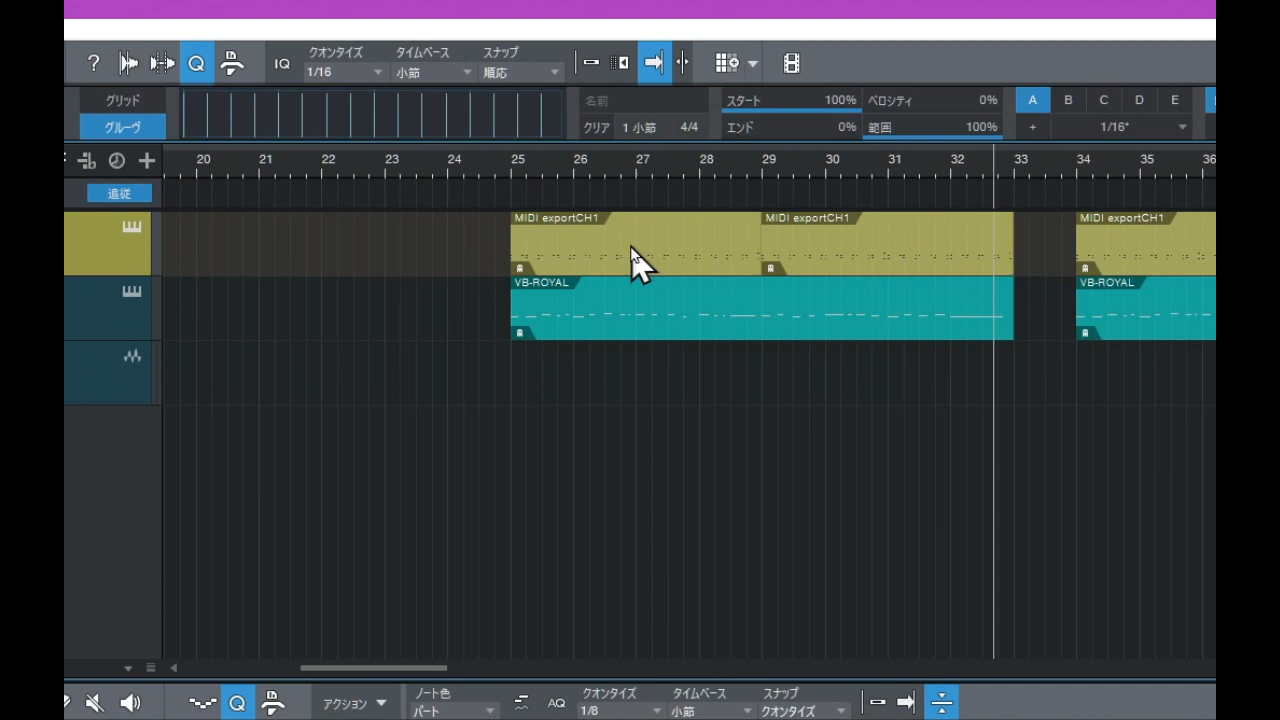 ?
Q
IQ
クオンタイズ タイムベース スナップ
1/16 小節 順応
グリッド 名前 スタート 100% ベロシティ 0% A B C D E
グルーヴ クリア 1 小節 4/4 エンド 0% 範囲 100% + 1/16*
20 21 22 23 24 25 26 27 28 29 30 31 32 33 34 35 36
追従
MIDI exportCH1 MIDI exportCH1 MIDI exportCH1
VB-ROYAL VB-ROYAL
Q アクション ノート色 AQ クオンタイズ タイムベース スナップ
パート 1/8 小節 クオンタイズ